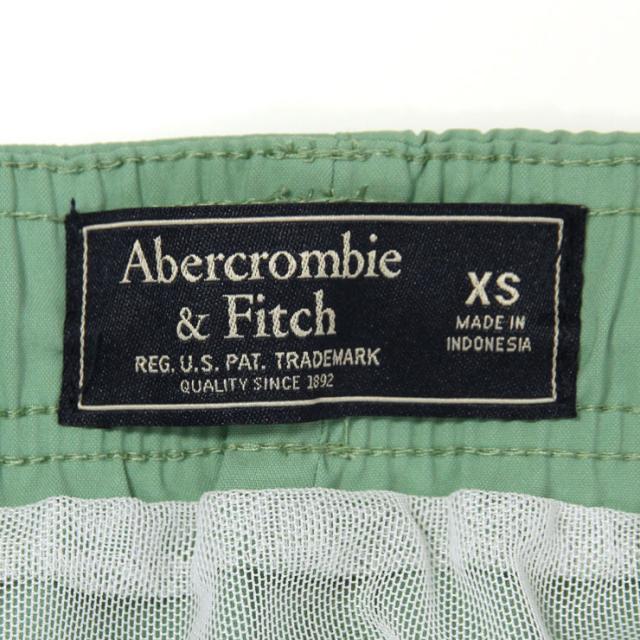 Abercrombie
& Fitch
REG. U.S. PAT. TRADEMARK
QUALITY SINCE 1892
XS
MADE IN
INDONESIA